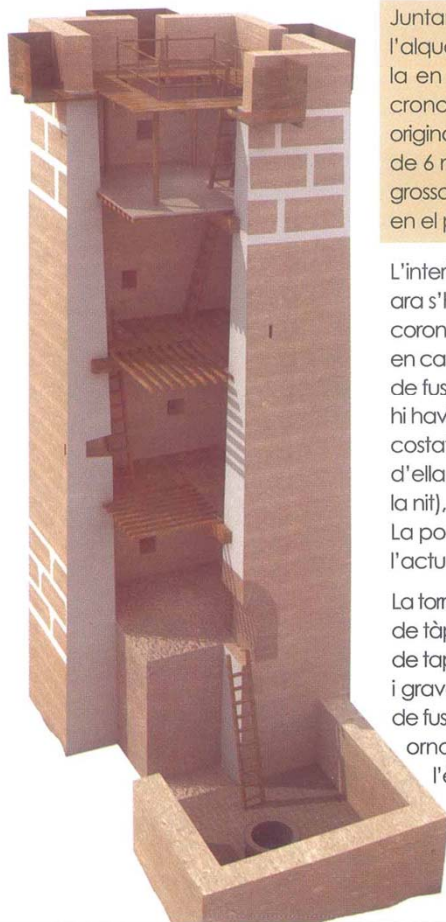 Junta
l'alque
la en
crono
origina
de 6 m
grosso
en el p
L'inter
ara s'h
coron
en ca
de fus
hi hav
costa
d'ella
la nit),
La po
l'actu
La torr
de tàp
de tap
i grav
de fus
orna
l'e